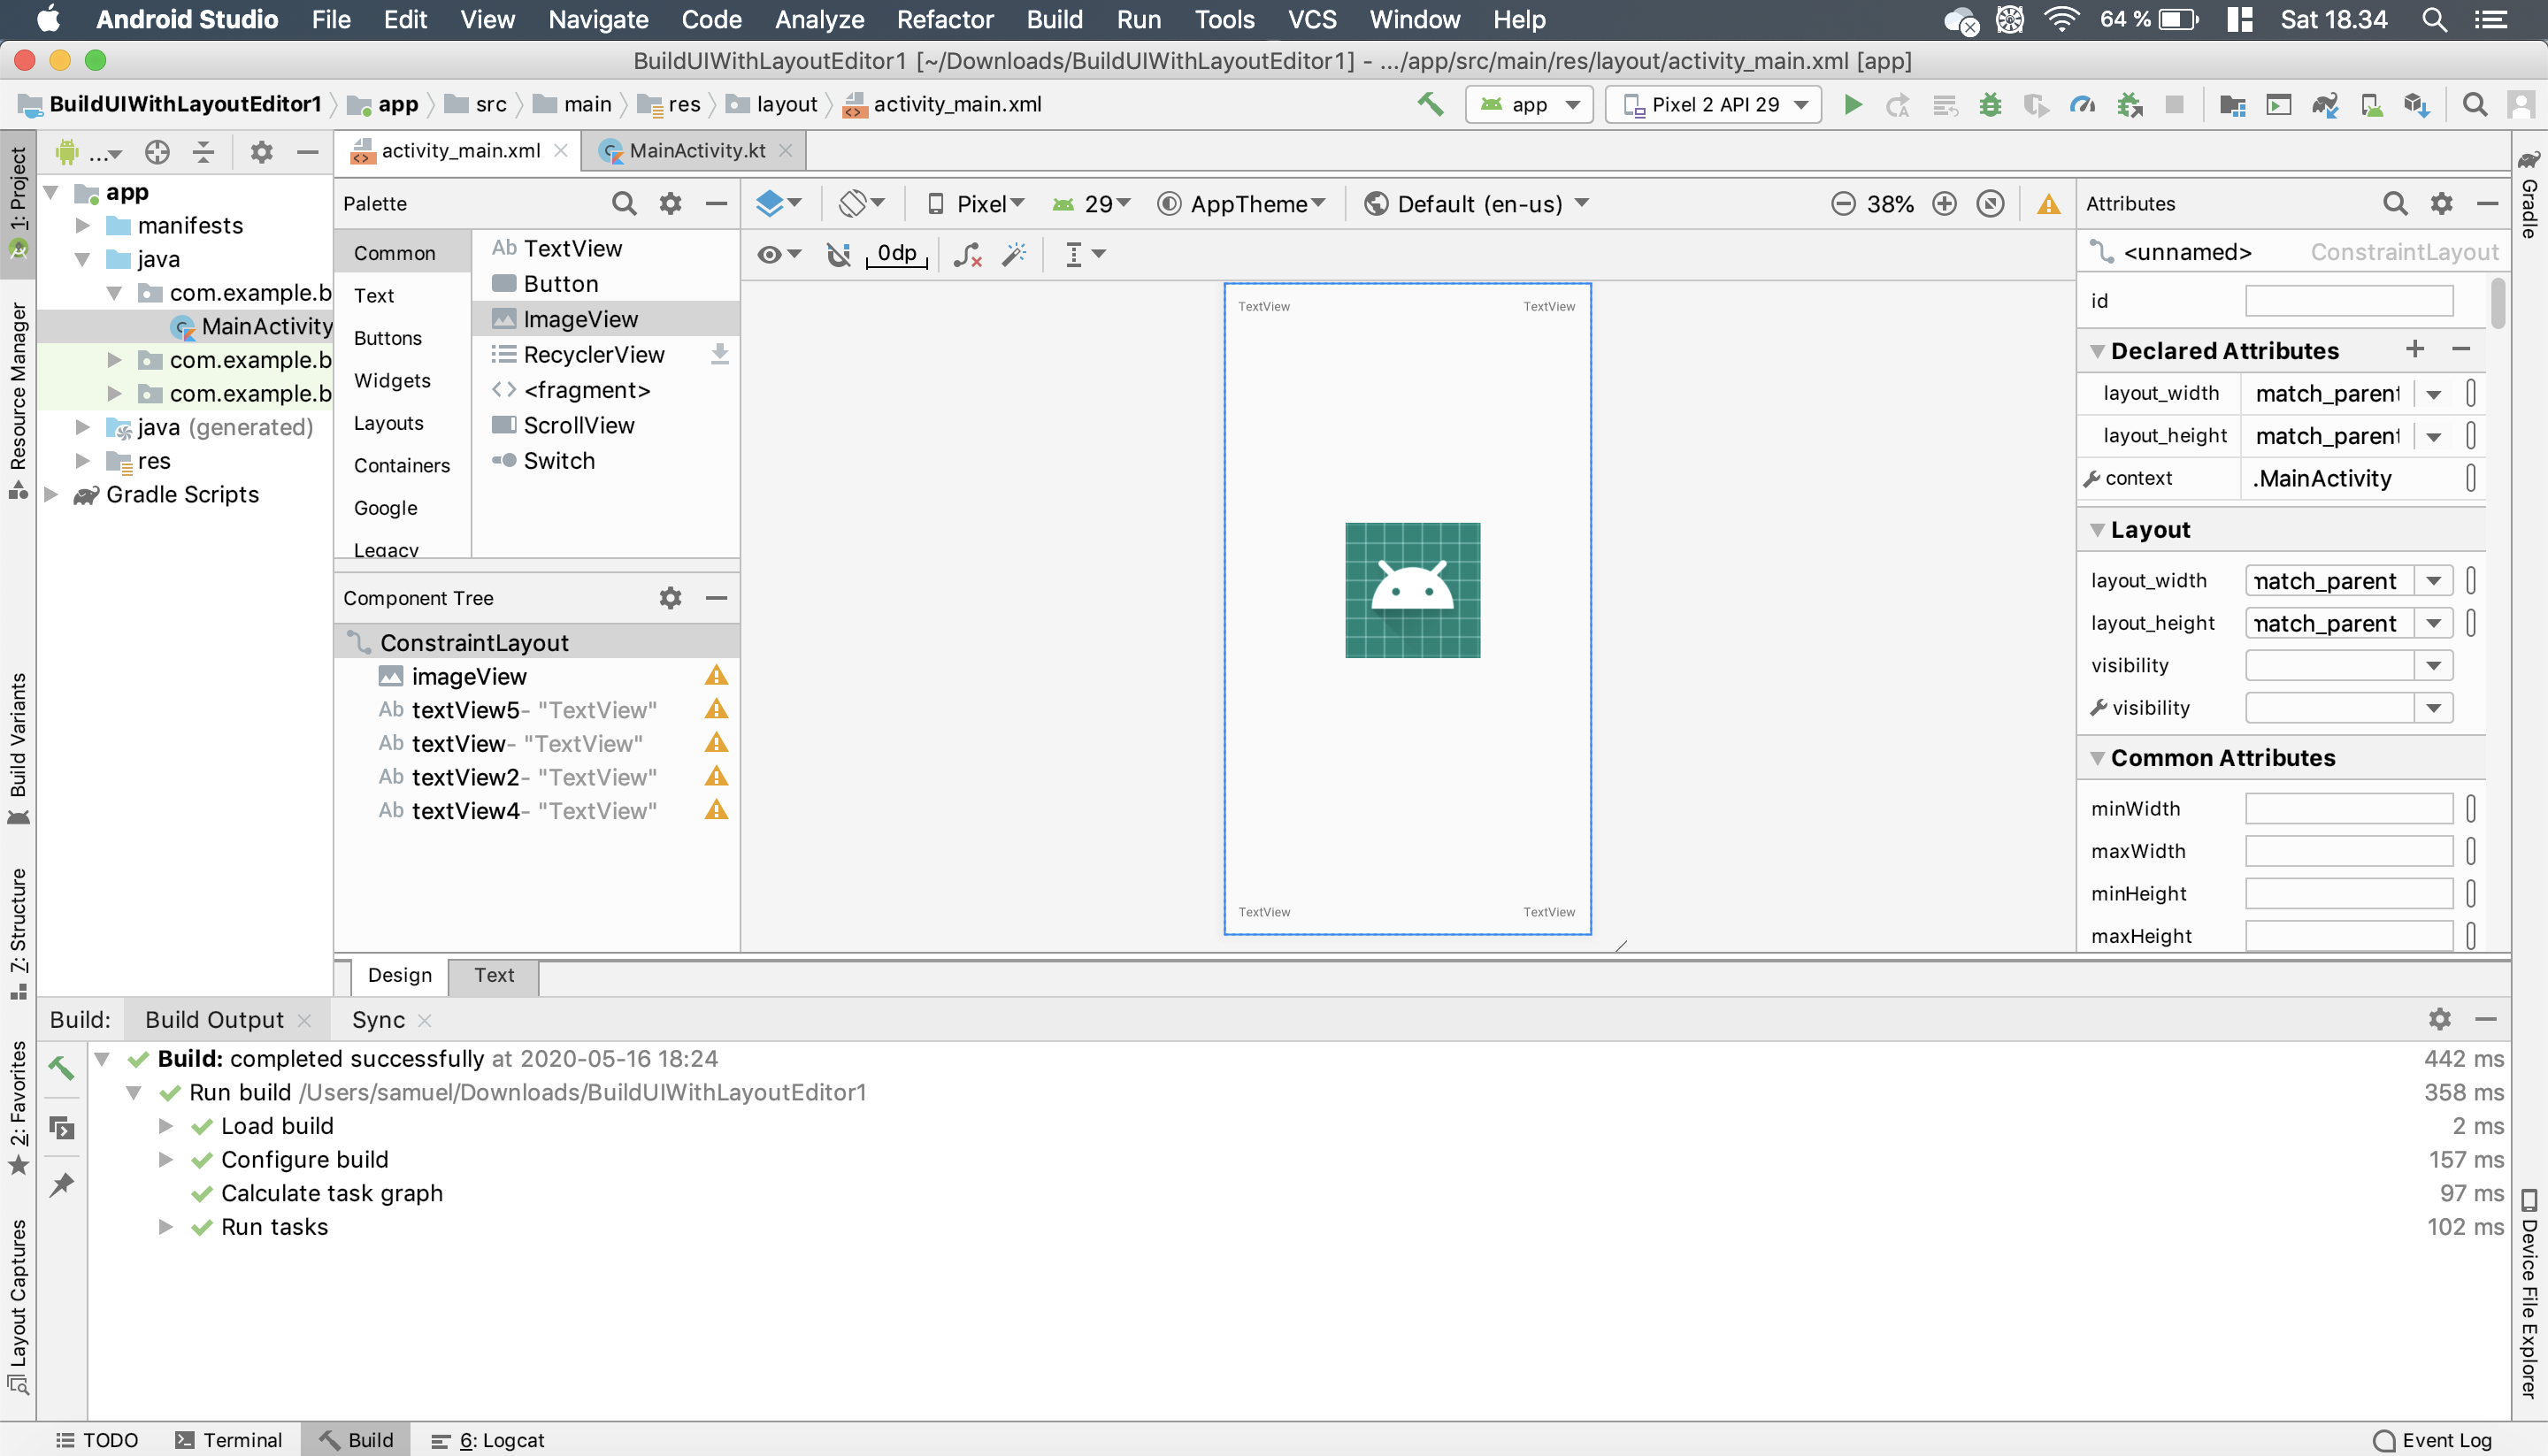 Android Studio File Edit View Navigate Code Analyze Refactor Build Run Tools VCS Window Help 64 % Sat 18.34
BuildUIWithLayoutEditor1 [~/Downloads/BuildUIWithLayoutEditor1] - .../app/src/main/res/layout/activity_main.xml [app]
BuildUIWithLayoutEditor1 app src main res layout activity_main.xml app Pixel 2 API 29
1: Project
Resource Manager
Build Variants
7: Structure
2: Favorites
Layout Captures
...
app
manifests
java
com.example.b
MainActivity
com.example.b
com.example.b
java (generated)
res
Gradle Scripts
activity_main.xml MainActivity.kt
Palette
Common
Text
Buttons
Widgets
Layouts
Containers
Google
Legacy
Ab TextView
Button
ImageView
RecyclerView
<fragment>
ScrollView
Switch
Component Tree
ConstraintLayout
imageView
Ab textView5- "TextView"
Ab textView- "TextView"
Ab textView2- "TextView"
Ab textView4- "TextView"
Pixel 29 AppTheme Default (en-us) 38%
0dp
TextView TextView
TextView TextView
Design Text
Attributes
<unnamed> ConstraintLayout
id
Declared Attributes
layout_width match_parent
layout_height match_parent
context .MainActivity
Layout
layout_width match_parent
layout_height match_parent
visibility
visibility
Common Attributes
minWidth
maxWidth
minHeight
maxHeight
Gradle
Device File Explorer
Build: Build Output Sync
Build: completed successfully at 2020-05-16 18:24 442 ms
Run build /Users/samuel/Downloads/BuildUIWithLayoutEditor1 358 ms
Load build 2 ms
Configure build 157 ms
Calculate task graph 97 ms
Run tasks 102 ms
TODO Terminal Build 6: Logcat Event Log